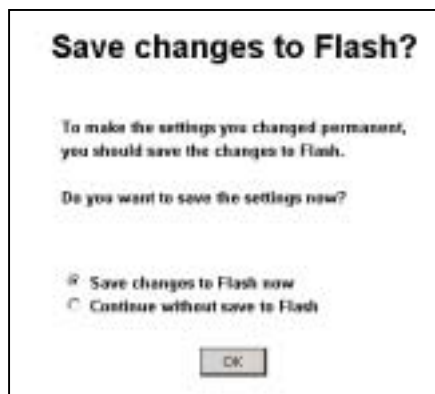 Save changes to Flash?
To make the settings you changed permanent,
you should save the changes to Flash.
Do you want to save the settings now?
Save changes to Flash now
Continue without save to Flash
OK